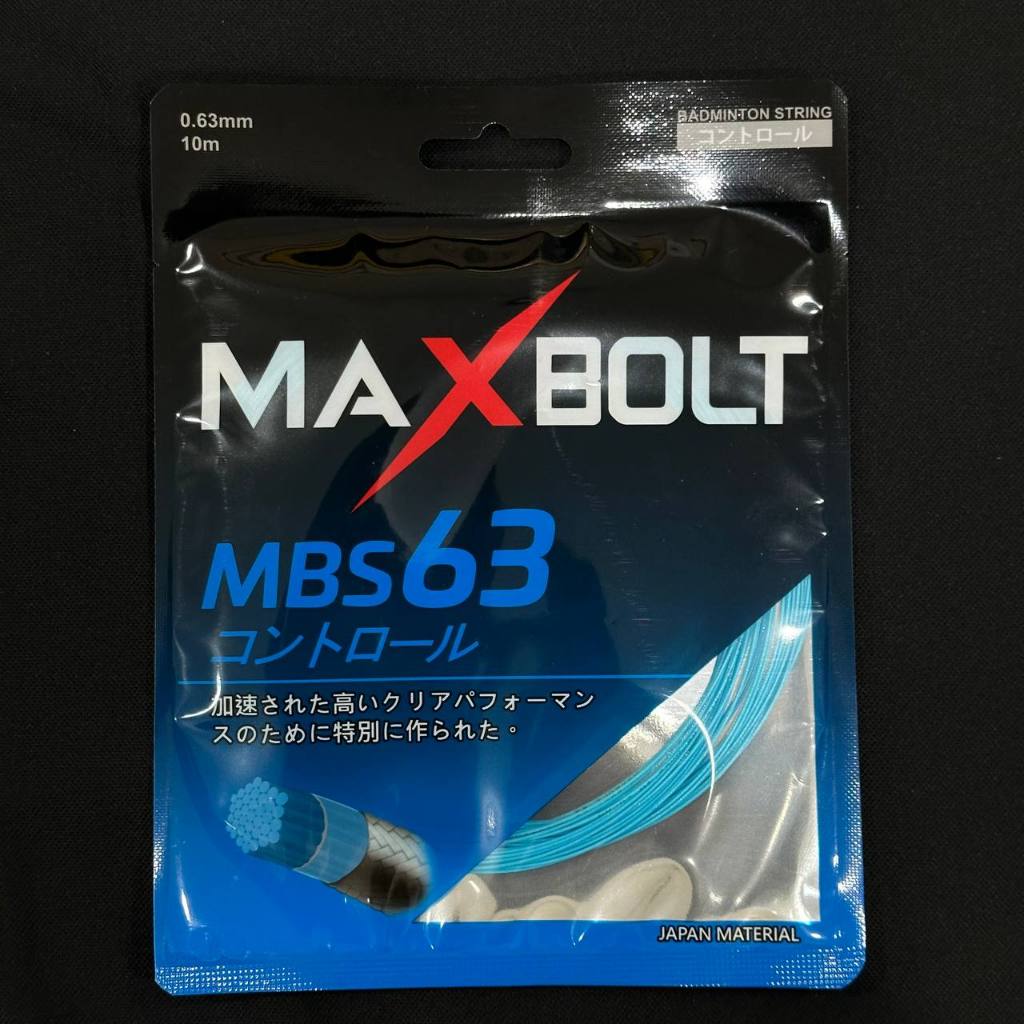 0.63mm
10m
BADMINTON STRING
コントロール
MAXBOLT
MBS63
コントロール
加速された高いクリアパフォーマン
スのために特別に作られた。
JAPAN MATERIAL